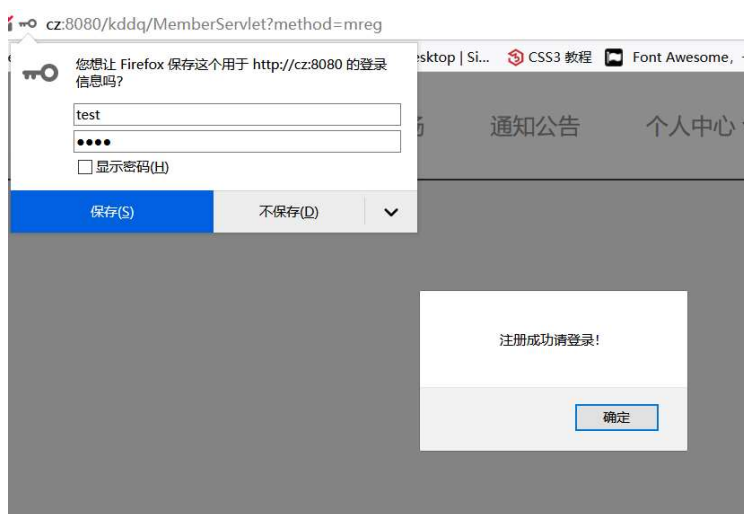 cz:8080/kddq/MemberServlet?method=mreg
sktop | Si... CSS3 教程 Font Awesome,
您想让 Firefox 保存这个用于 http://cz:8080 的登录
信息吗?
test
●●●●
显示密码(H)
保存(S) 不保存(D)
通知公告 个人中心
注册成功请登录!
确定